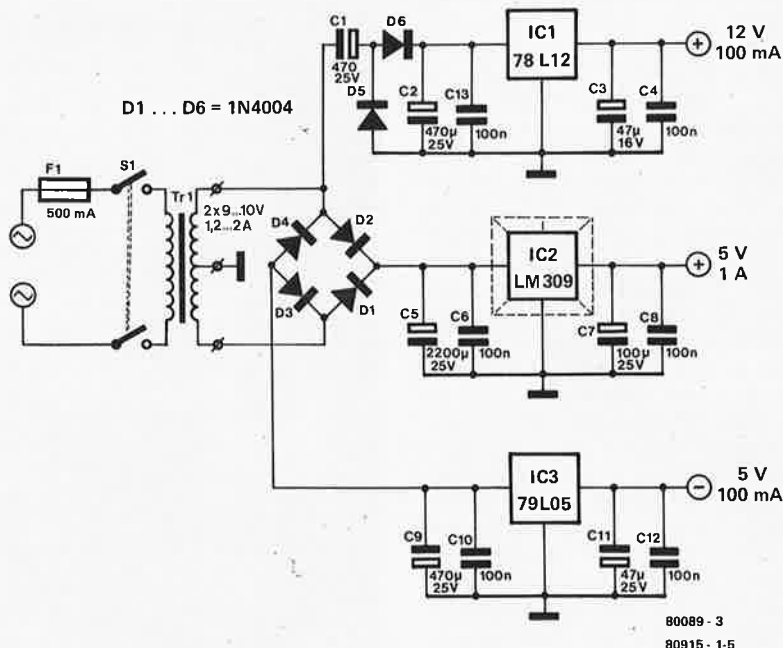 C1
470
25V
D6
D5
C2
470µ
25V
C13
100n
IC1
78 L12
C3
47µ
16V
C4
100n
+
12 V
100 mA
D1 . . . D6 = 1N4004
F1
500 mA
S1
Tr1
2x9...10V
1,2...2A
D4
D2
D3
D1
C5
2200µ
25V
C6
100n
IC2
LM 309
C7
100µ
25V
C8
100n
+
5 V
1 A
C9
470µ
25V
C10
100n
IC3
79L05
C11
47µ
25V
C12
100n
−
5 V
100 mA
80089 - 3
80915 - 1-5